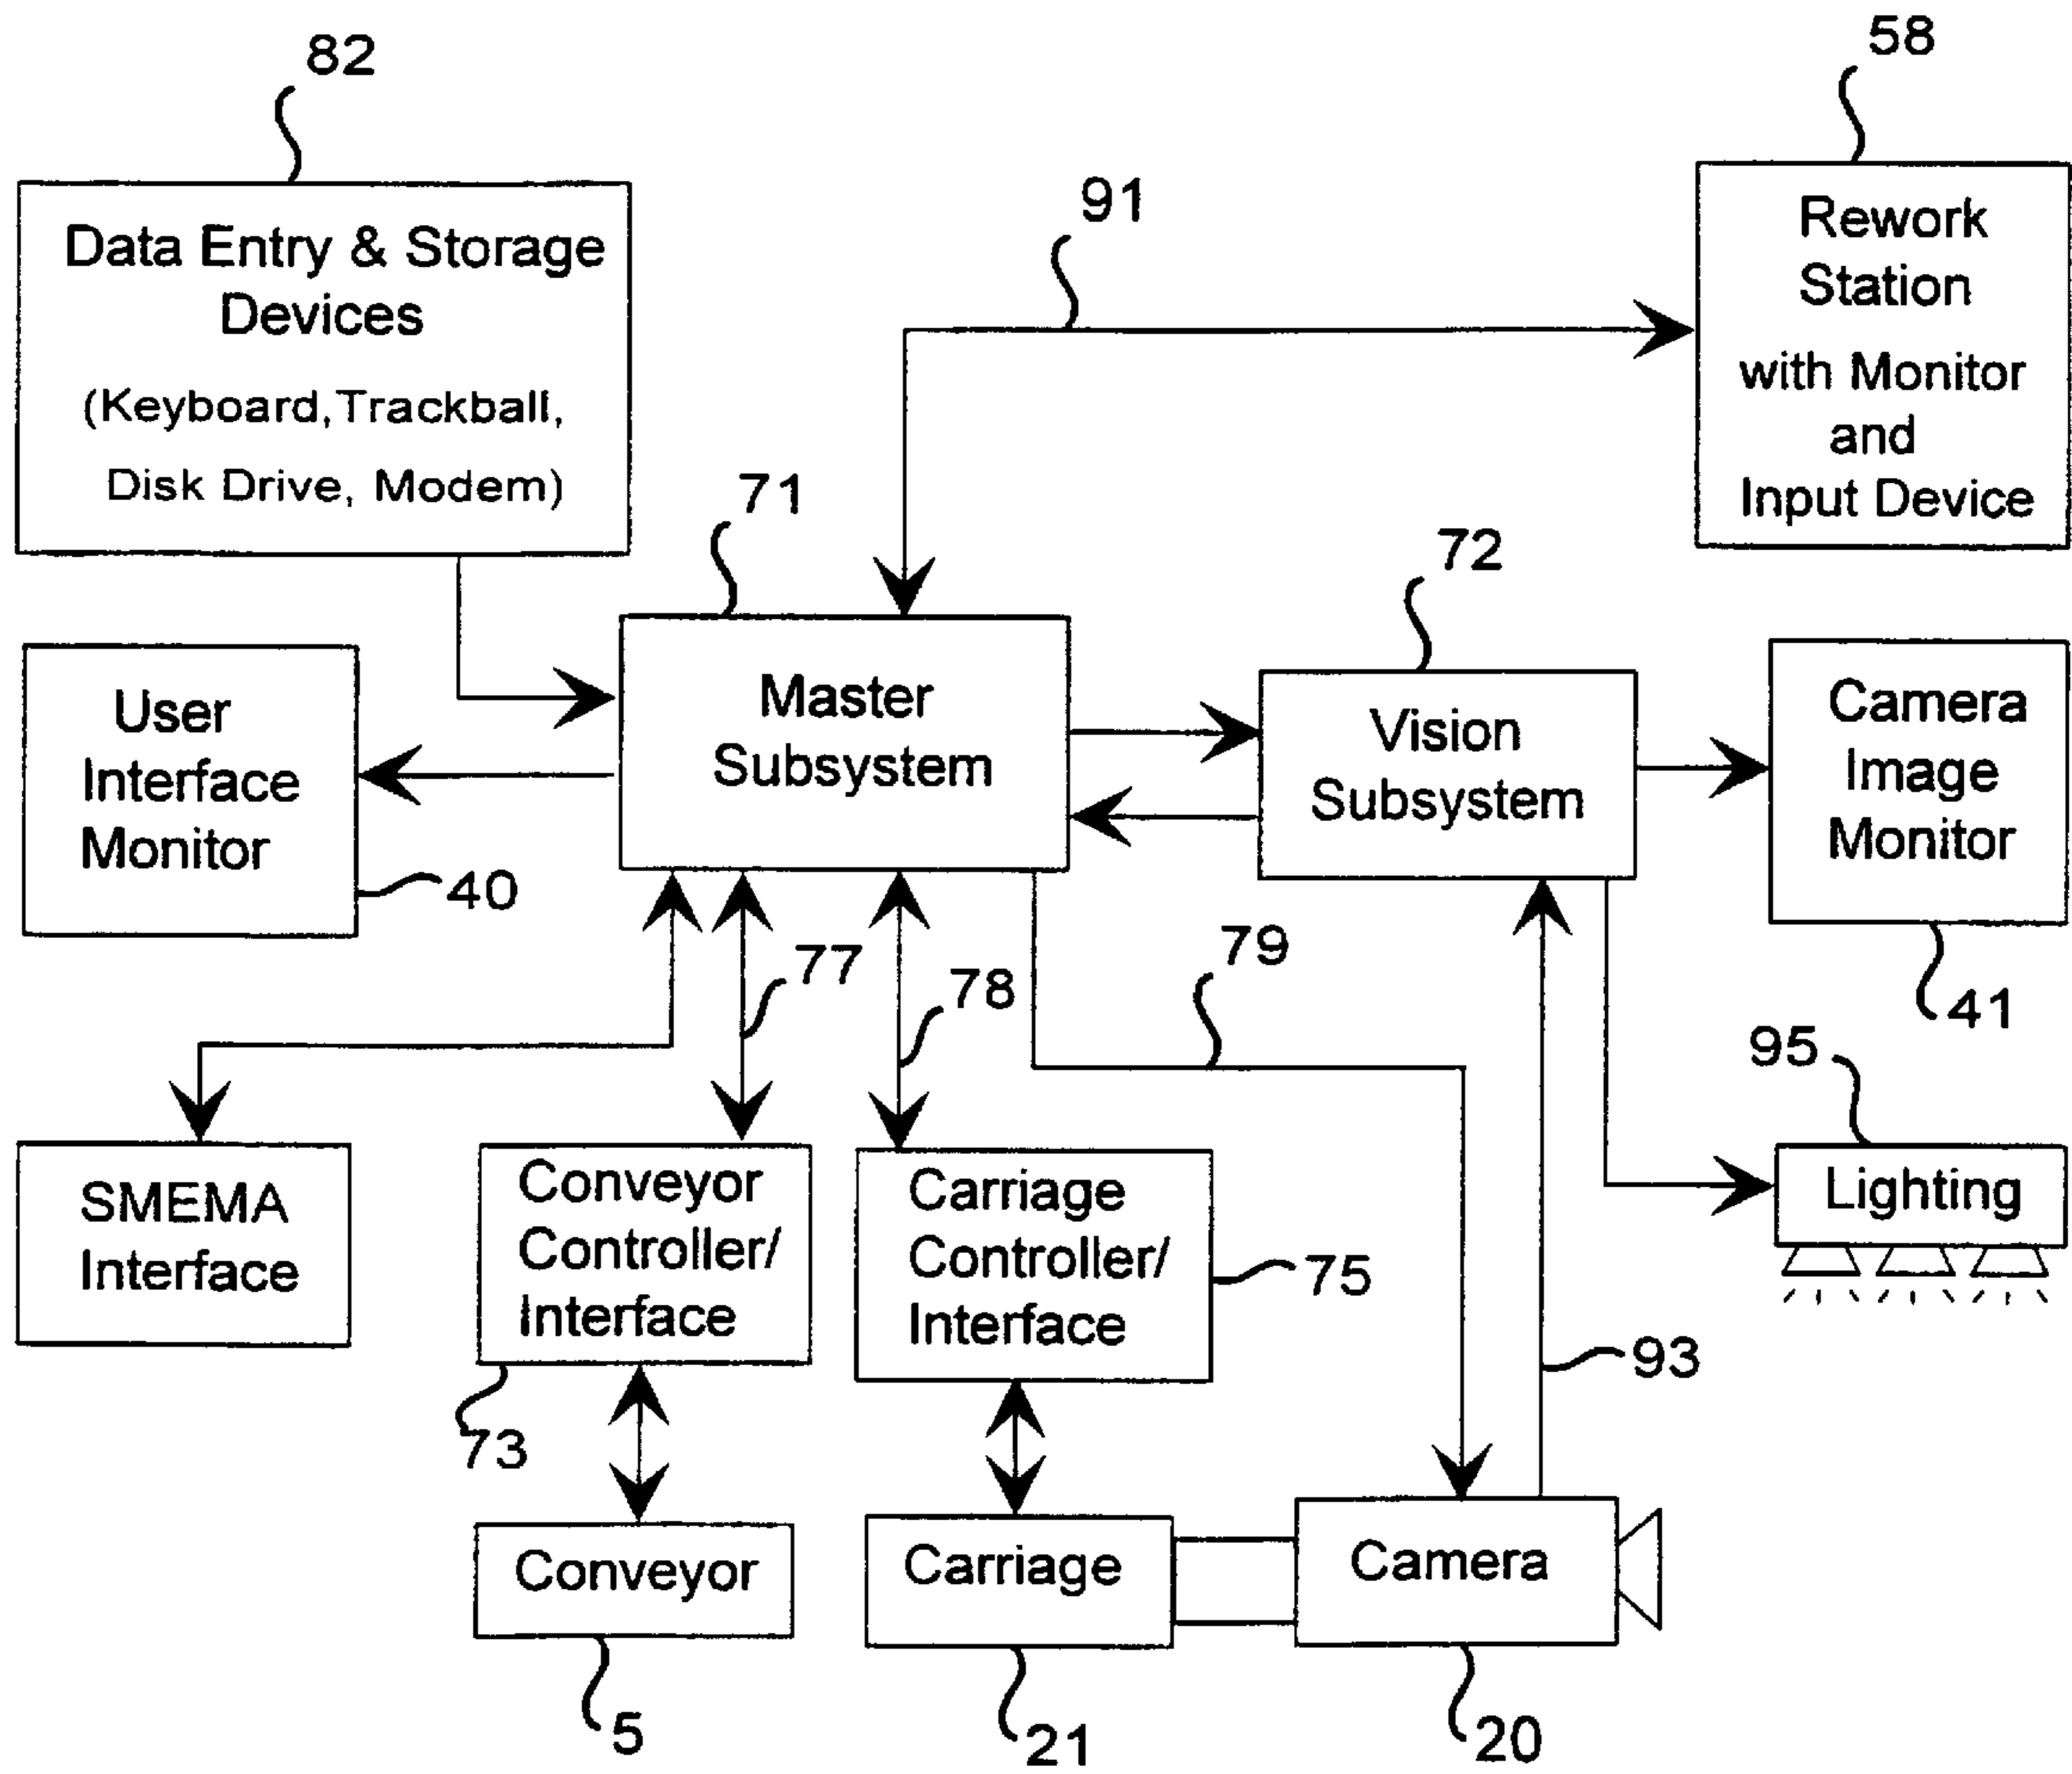 82
58
Data Entry & Storage
Devices
(Keyboard,Trackball,
Disk Drive, Modem)
91
Rework
Station
with Monitor
and
Input Device
71
72
User
Interface
Monitor
40
Master
Subsystem
Vision
Subsystem
Camera
Image
Monitor
41
77
78
79
95
SMEMA
Interface
Conveyor
Controller/
Interface
73
Carriage
Controller/
Interface
75
Lighting
93
Conveyor
5
Carriage
21
Camera
20